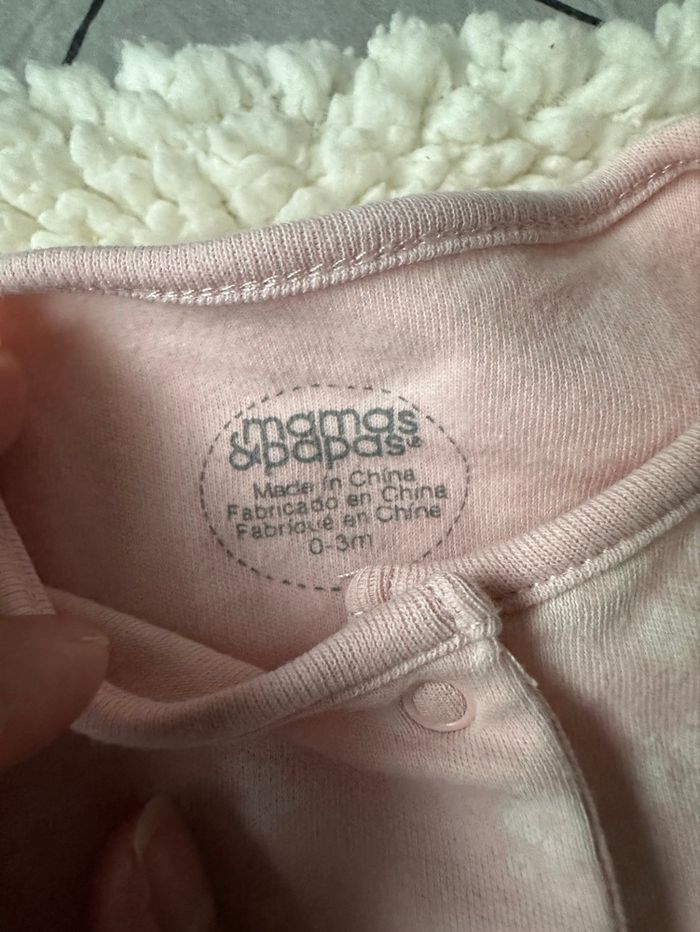 mamas
&papas
Made in China
Fabricado en China
Fabriqué en Chine
0-3m